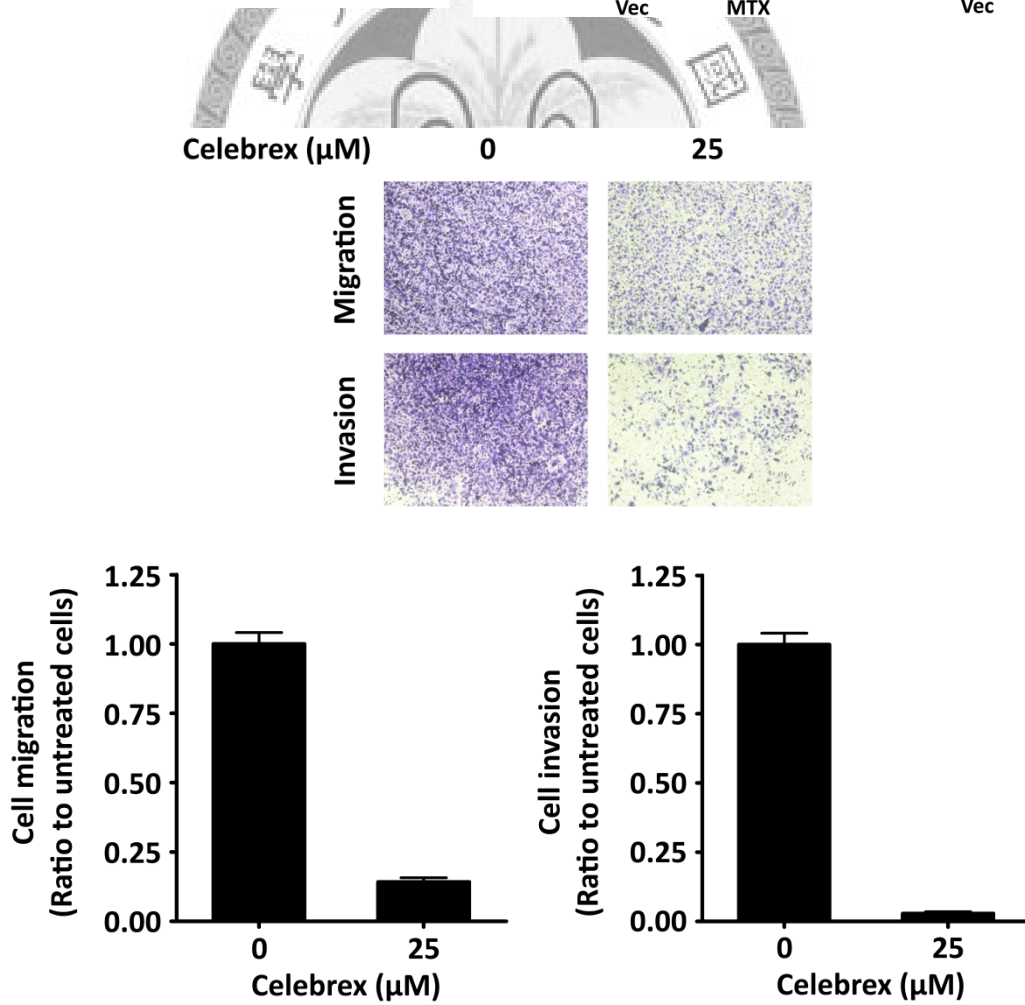 Vec MTX Vec
學 國
Celebrex (μM) 0 25
Migration
Invasion
Cell migration
(Ratio to untreated cells)
1.25
1.00
0.75
0.50
0.25
0.00
0 25
Celebrex (μM)
Cell invasion
(Ratio to untreated cells)
1.25
1.00
0.75
0.50
0.25
0.00
0 25
Celebrex (μM)